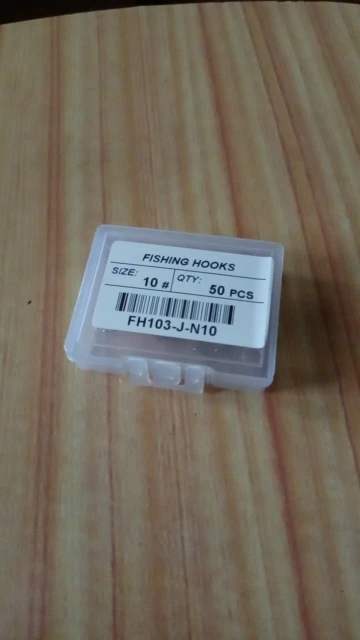 FISHING HOOKS
SIZE: 10 # QTY: 50 PCS
FH103-J-N10